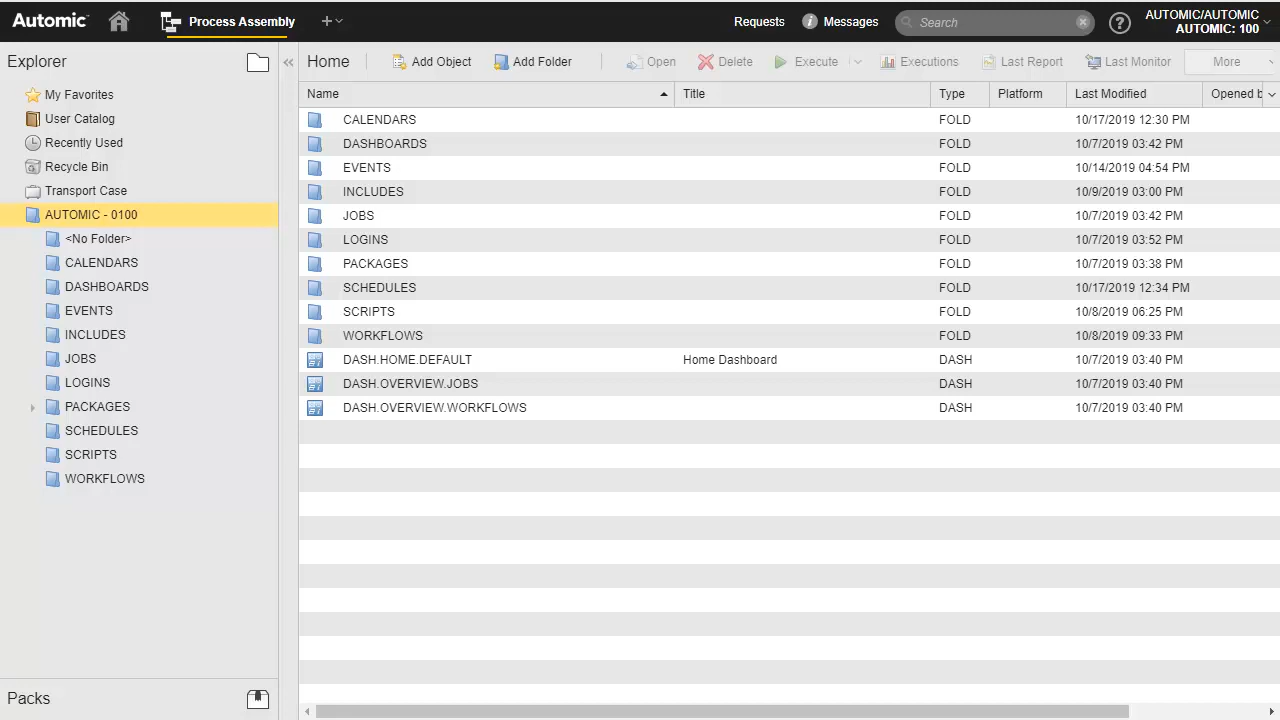 Automic
Process Assembly
Requests
Messages
Search
AUTOMIC/AUTOMIC
AUTOMIC: 100
Explorer
My Favorites
User Catalog
Recently Used
Recycle Bin
Transport Case
AUTOMIC - 0100
<No Folder>
CALENDARS
DASHBOARDS
EVENTS
INCLUDES
JOBS
LOGINS
PACKAGES
SCHEDULES
SCRIPTS
WORKFLOWS
Packs
Home Add Object Add Folder Open Delete Execute Executions Last Report Last Monitor More
Name Title Type Platform Last Modified Opened b
CALENDARS FOLD 10/17/2019 12:30 PM
DASHBOARDS FOLD 10/7/2019 03:42 PM
EVENTS FOLD 10/14/2019 04:54 PM
INCLUDES FOLD 10/9/2019 03:00 PM
JOBS FOLD 10/7/2019 03:42 PM
LOGINS FOLD 10/7/2019 03:52 PM
PACKAGES FOLD 10/7/2019 03:38 PM
SCHEDULES FOLD 10/17/2019 12:34 PM
SCRIPTS FOLD 10/8/2019 06:25 PM
WORKFLOWS FOLD 10/8/2019 09:33 PM
DASH.HOME.DEFAULT Home Dashboard DASH 10/7/2019 03:40 PM
DASH.OVERVIEW.JOBS DASH 10/7/2019 03:40 PM
DASH.OVERVIEW.WORKFLOWS DASH 10/7/2019 03:40 PM